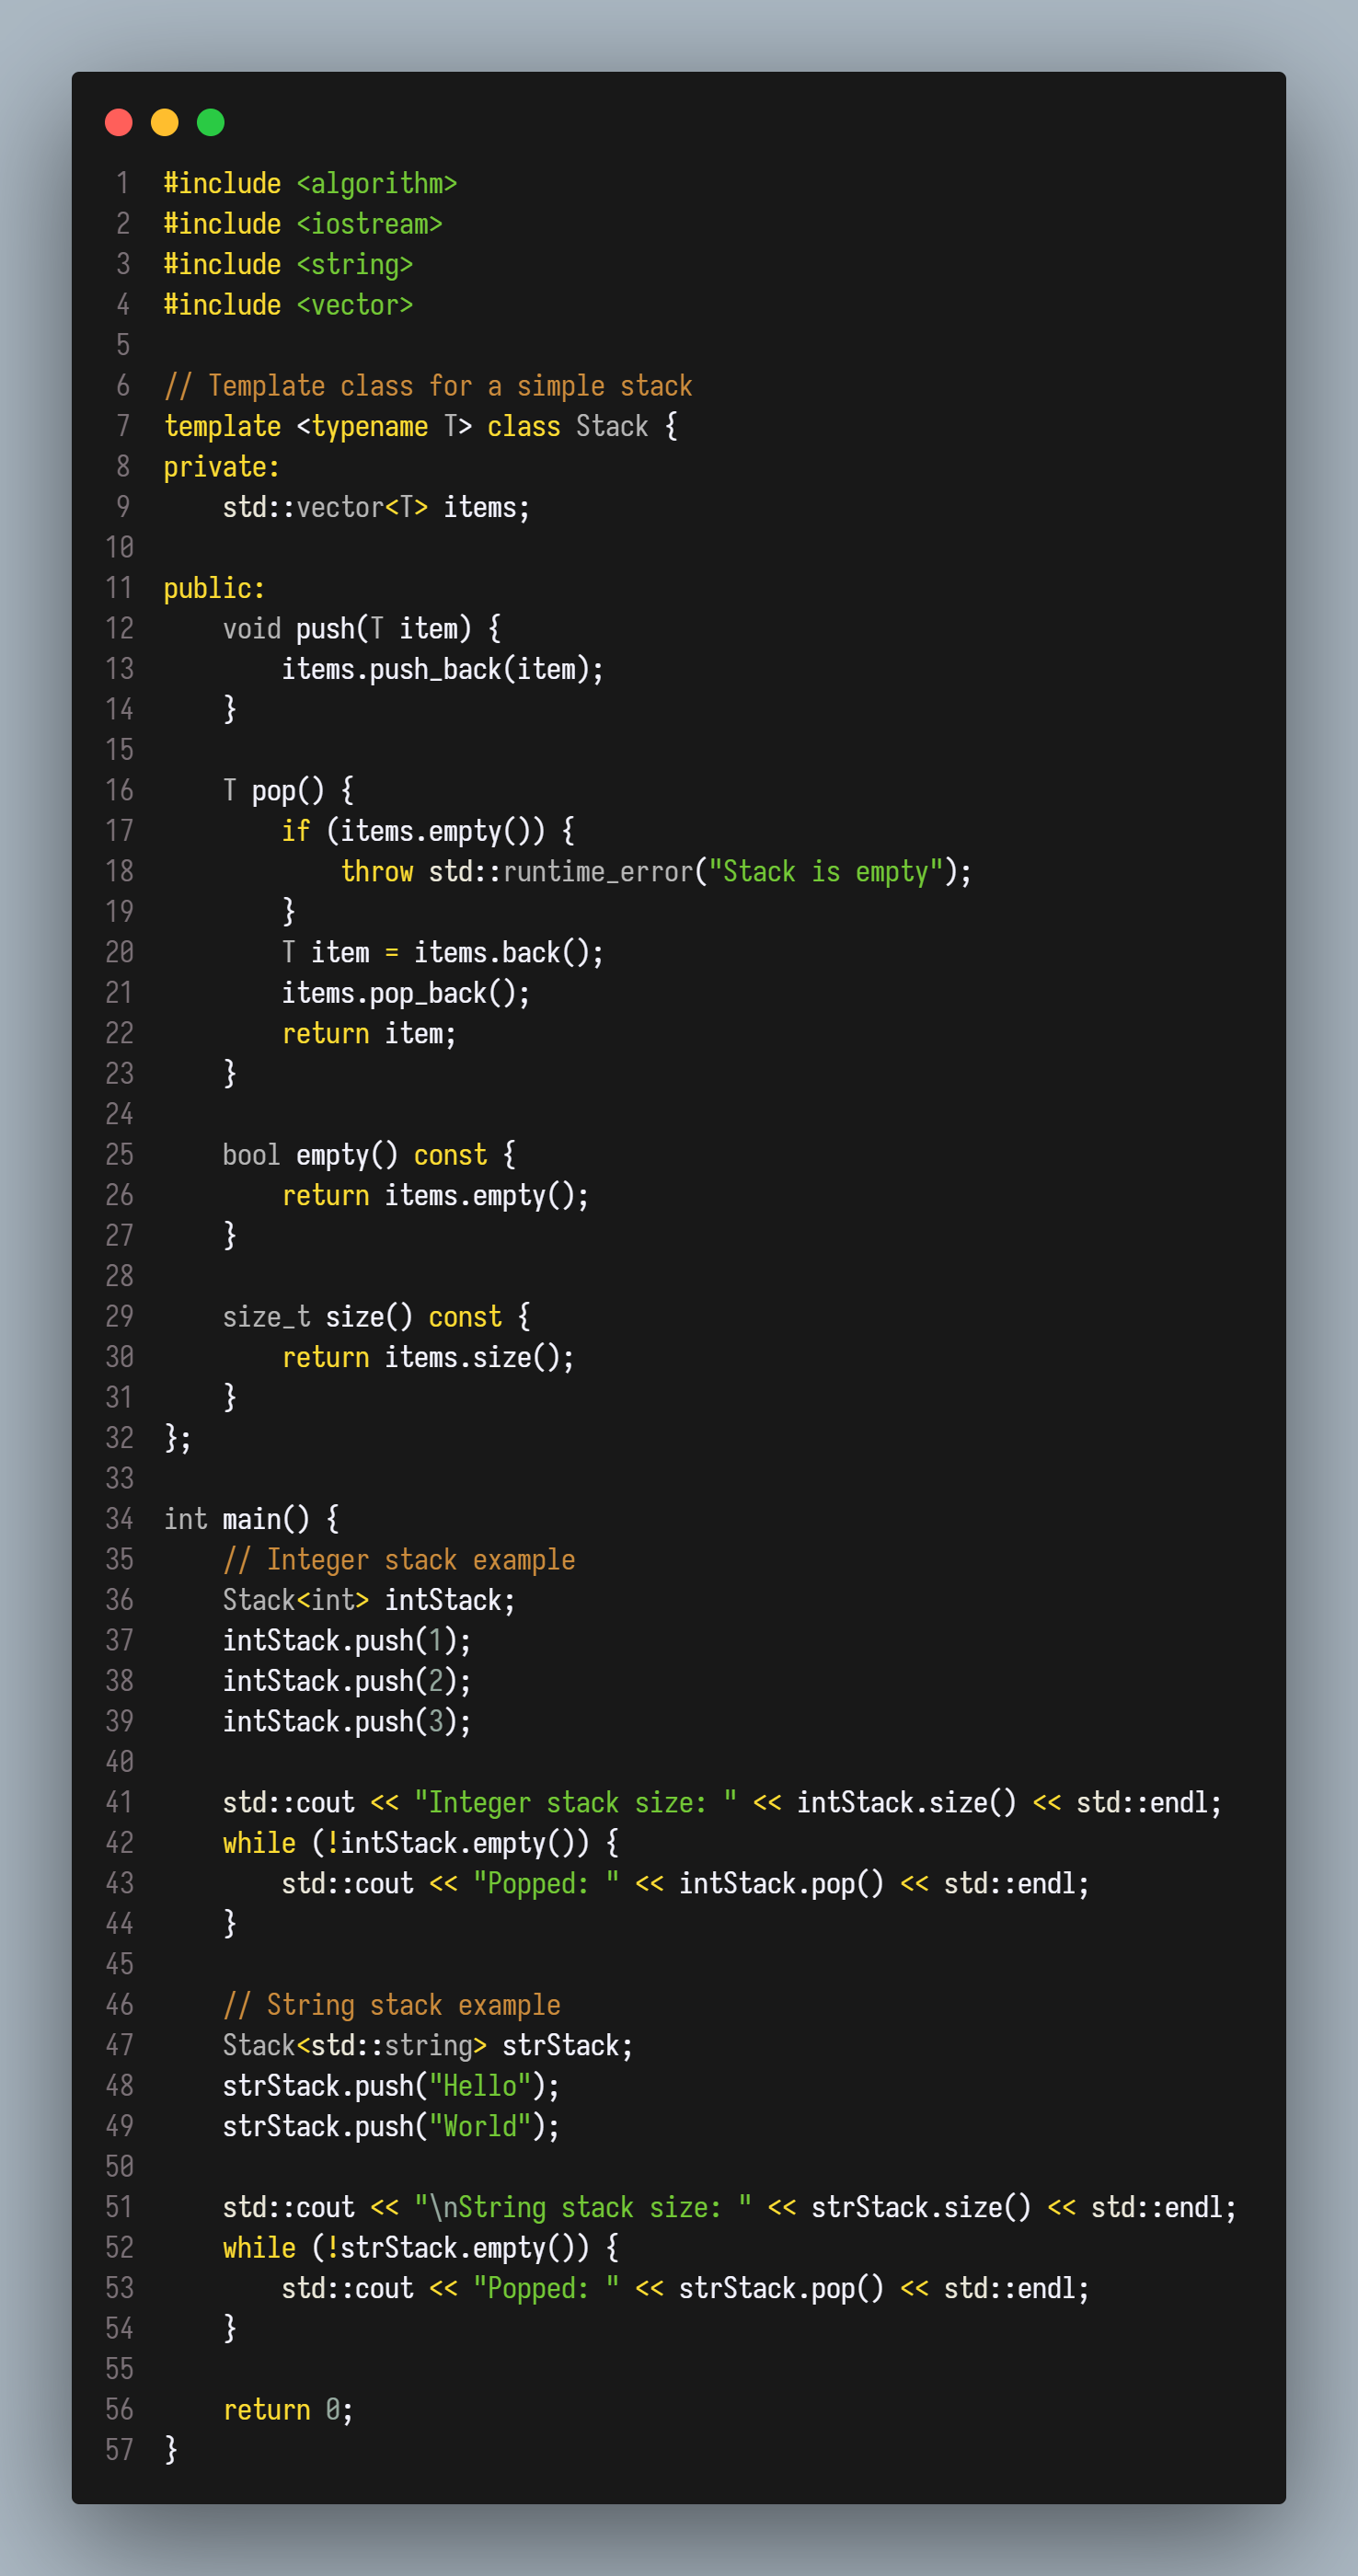 1 #include <algorithm>
2 #include <iostream>
3 #include <string>
4 #include <vector>
5
6 // Template class for a simple stack
7 template <typename T> class Stack {
8 private:
9     std::vector<T> items;
10
11 public:
12     void push(T item) {
13         items.push_back(item);
14     }
15
16     T pop() {
17         if (items.empty()) {
18             throw std::runtime_error("Stack is empty");
19         }
20         T item = items.back();
21         items.pop_back();
22         return item;
23     }
24
25     bool empty() const {
26         return items.empty();
27     }
28
29     size_t size() const {
30         return items.size();
31     }
32 };
33
34 int main() {
35     // Integer stack example
36     Stack<int> intStack;
37     intStack.push(1);
38     intStack.push(2);
39     intStack.push(3);
40
41     std::cout << "Integer stack size: " << intStack.size() << std::endl;
42     while (!intStack.empty()) {
43         std::cout << "Popped: " << intStack.pop() << std::endl;
44     }
45
46     // String stack example
47     Stack<std::string> strStack;
48     strStack.push("Hello");
49     strStack.push("World");
50
51     std::cout << "\nString stack size: " << strStack.size() << std::endl;
52     while (!strStack.empty()) {
53         std::cout << "Popped: " << strStack.pop() << std::endl;
54     }
55
56     return 0;
57 }